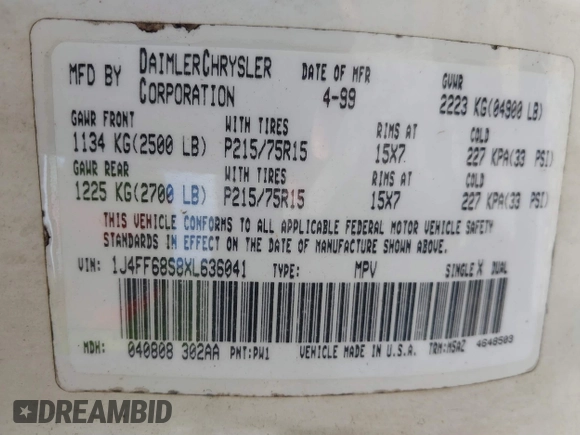 MFD BY DAIMLERCHRYSLER CORPORATION DATE OF MFR 4-99 GVWR 2223 KG(04900 LB)
GAWR FRONT WITH TIRES RIMS AT COLD
1134 KG(2500 LB) P215/75R15 15X7 227 KPA(33 PSI)
GAWR REAR WITH TIRES RIMS AT COLD
1225 KG(2700 LB) P215/75R15 15X7 227 KPA(33 PSI)
THIS VEHICLE CONFORMS TO ALL APPLICABLE FEDERAL MOTOR VEHICLE SAFETY
STANDARDS IN EFFECT ON THE DATE OF MANUFACTURE SHOWN ABOVE.
VIN: 1J4FF68S8XL636041 TYPE: MPV SINGLE X DUAL
MDH: 040808 302AA PNT:PW1 VEHICLE MADE IN U.S.A. TRM:M5AZ 4648503
DREAMBID